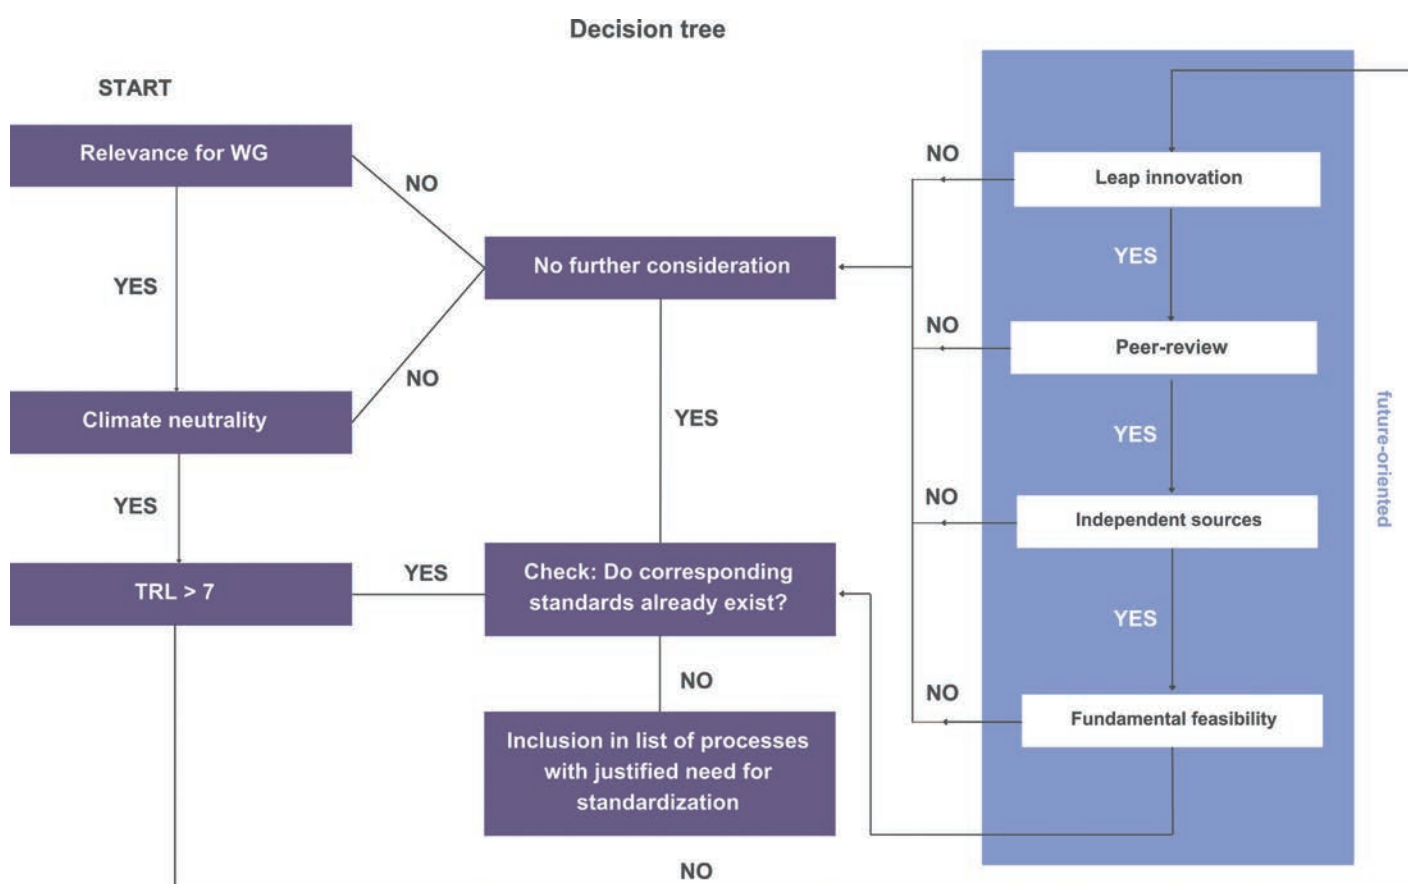 Decision tree
START
Relevance for WG
NO
YES
Climate neutrality
NO
YES
TRL > 7
YES
No further consideration
YES
Check: Do corresponding
standards already exist?
NO
Inclusion in list of processes
with justified need for
standardization
NO
NO
Leap innovation
YES
NO
Peer-review
YES
NO
Independent sources
YES
NO
Fundamental feasibility
future-oriented